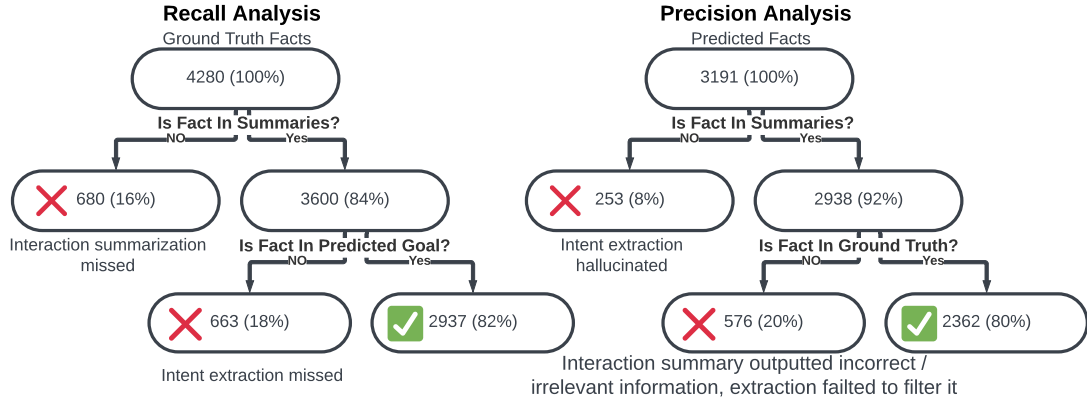 Recall Analysis
Ground Truth Facts
4280 (100%)
Is Fact In Summaries?
NO
Yes
680 (16%)
3600 (84%)
Interaction summarization
missed
Is Fact In Predicted Goal?
NO
Yes
663 (18%)
2937 (82%)
Intent extraction missed
Precision Analysis
Predicted Facts
3191 (100%)
Is Fact In Summaries?
NO
Yes
253 (8%)
2938 (92%)
Intent extraction
hallucinated
Is Fact In Ground Truth?
NO
Yes
576 (20%)
2362 (80%)
Interaction summary outputted incorrect /
irrelevant information, extraction failted to filter it